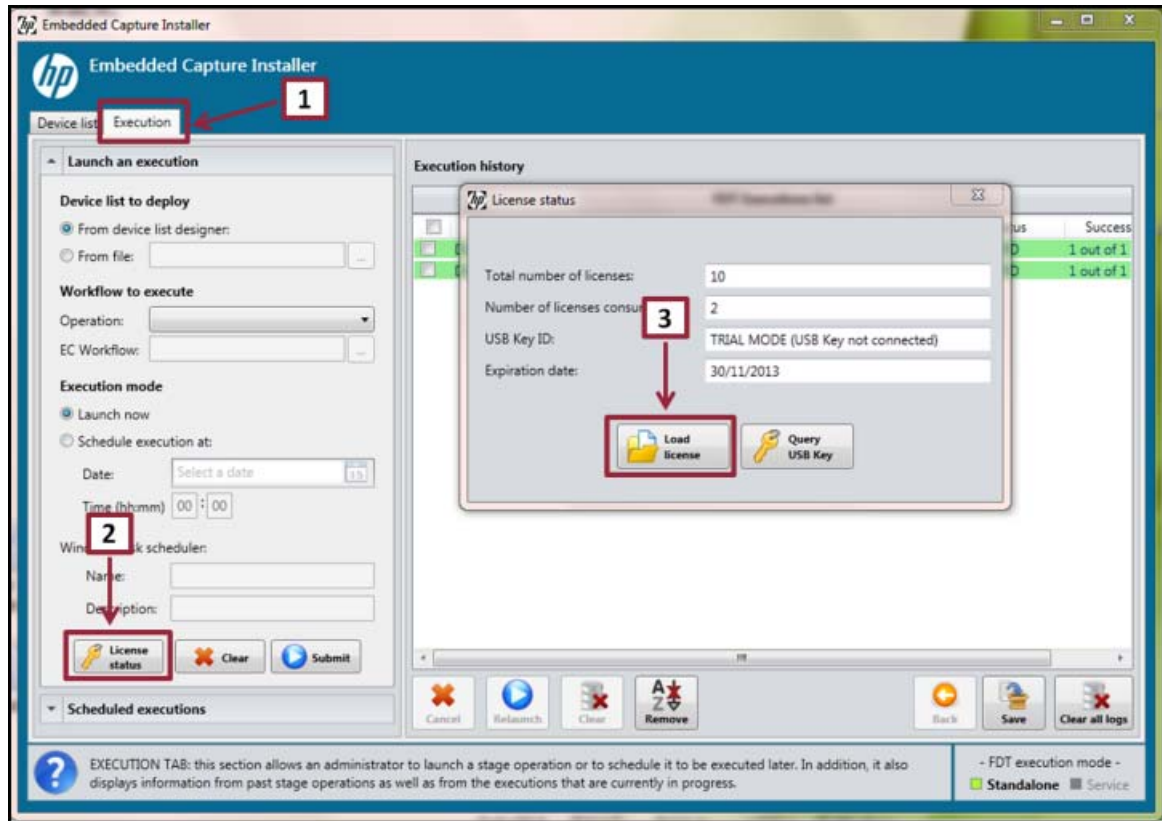 hp Embedded Capture Installer
hp Embedded Capture Installer
1
Device list Execution
Launch an execution
Device list to deploy
From device list designer:
From file: ...
Workflow to execute
Operation:
EC Workflow: ...
Execution mode
Launch now
Schedule execution at:
Date: Select a date 15
Time (hh:mm) 00 : 00
2
scheduler:
Name:
Description:
License status
Clear
Submit
Scheduled executions
Execution history
Success
1 out of 1
1 out of 1
hp License status
Total number of licenses: 10
Number of licenses 2
3
USB Key ID: TRIAL MODE (USB Key not connected)
Expiration date: 30/11/2013
Load license
Query USB Key
Cancel
Relaunch
Clear
A Z Remove
Back
Save
Clear all logs
? EXECUTION TAB: this section allows an administrator to launch a stage operation or to schedule it to be executed later. In addition, it also
displays information from past stage operations as well as from the executions that are currently in progress.
- FDT execution mode -
Standalone Service